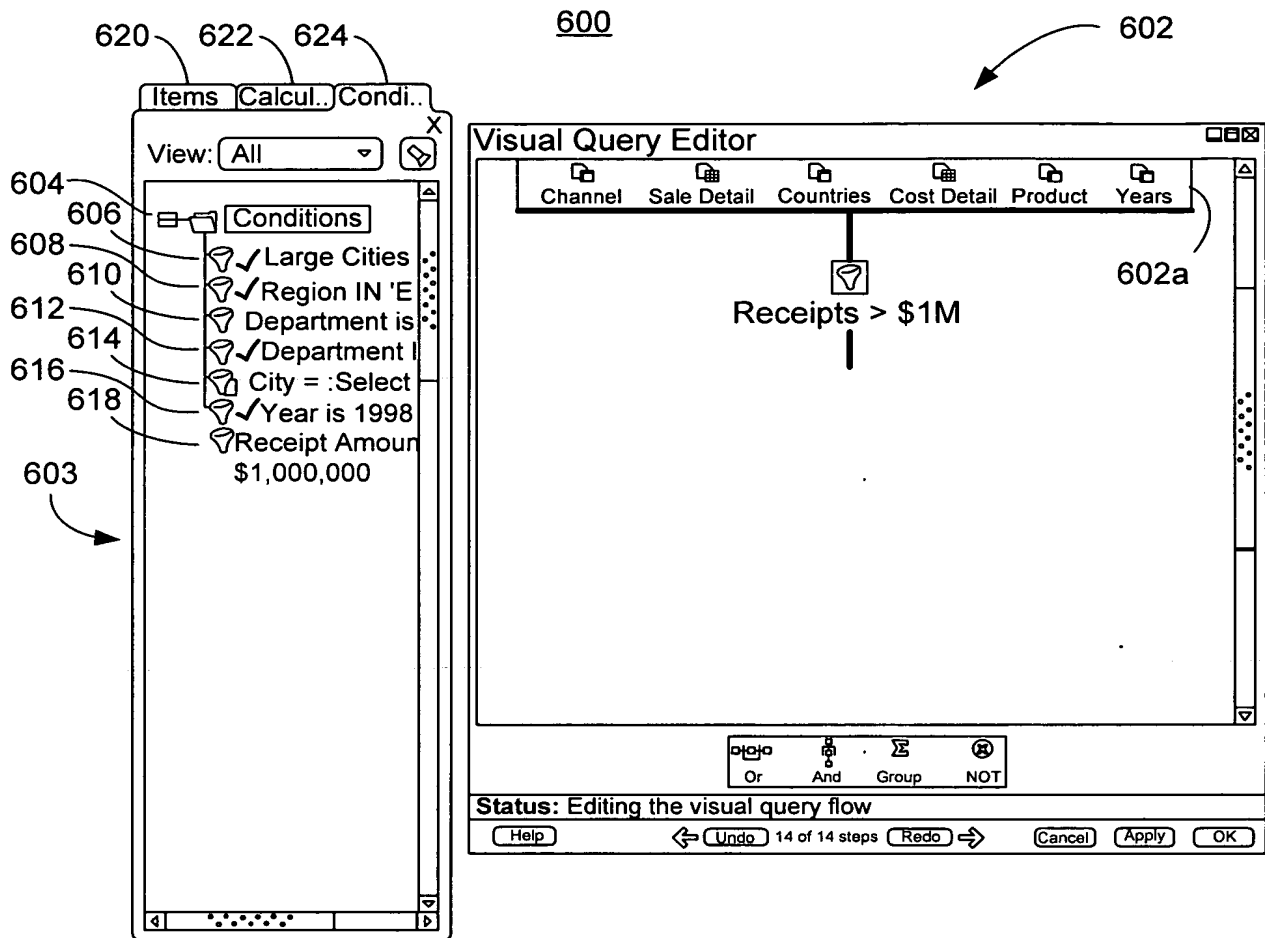 600
602
620 622 624
Items Calcul.. Condi..
X
View: All
604
Conditions
606
Large Cities
608
Region IN 'E
610
Department is
612
Department I
614
City = :Select
616
Year is 1998
618
Receipt Amoun
$1,000,000
603
Visual Query Editor
Channel Sale Detail Countries Cost Detail Product Years
602a
Receipts > $1M
Or And Group NOT
Status: Editing the visual query flow
Help Undo 14 of 14 steps Redo Cancel Apply OK